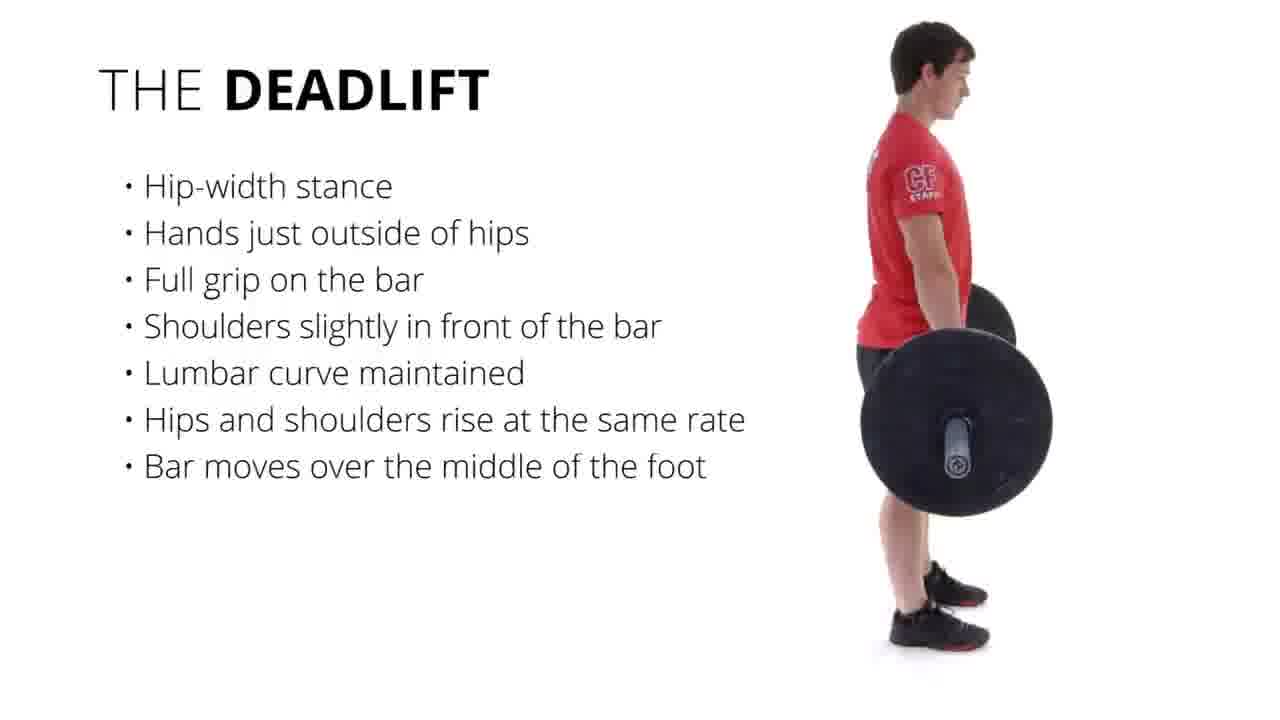 THE DEADLIFT
• Hip-width stance
• Hands just outside of hips
• Full grip on the bar
• Shoulders slightly in front of the bar
• Lumbar curve maintained
• Hips and shoulders rise at the same rate
• Bar moves over the middle of the foot
CF
STAFF